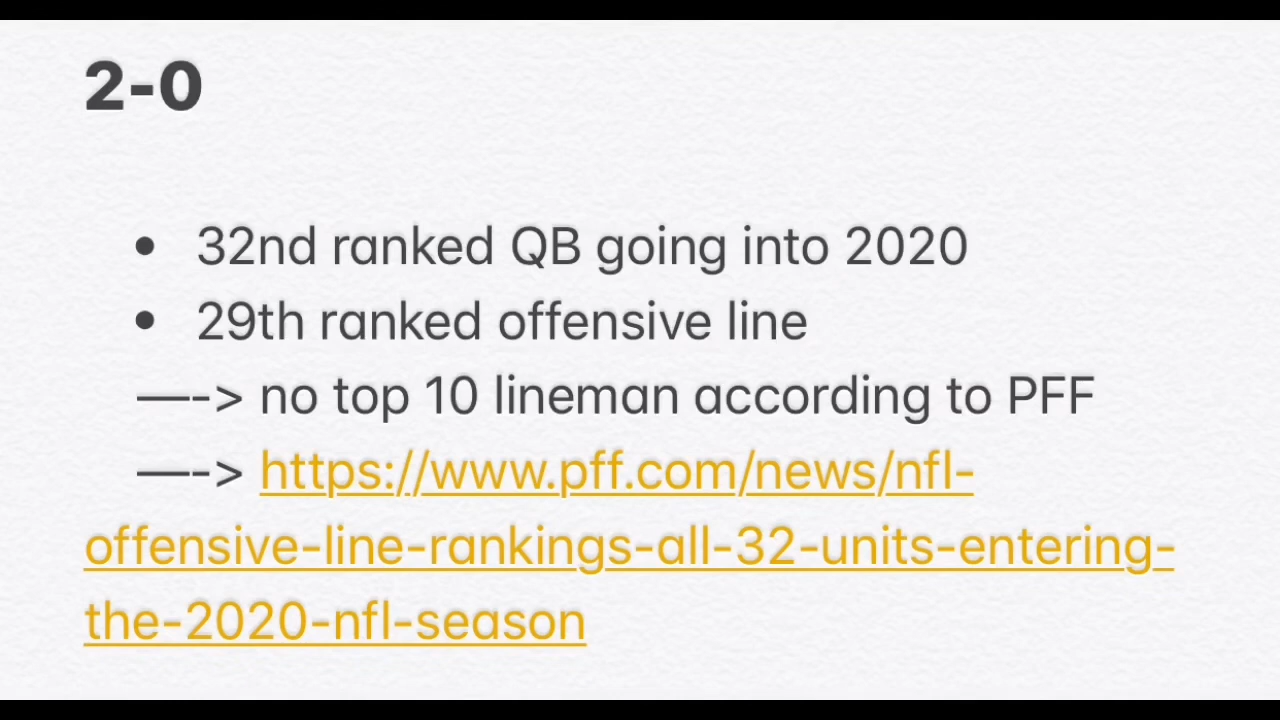 2-0
• 32nd ranked QB going into 2020
• 29th ranked offensive line
—-> no top 10 lineman according to PFF
—-> https://www.pff.com/news/nfl-
offensive-line-rankings-all-32-units-entering-
the-2020-nfl-season